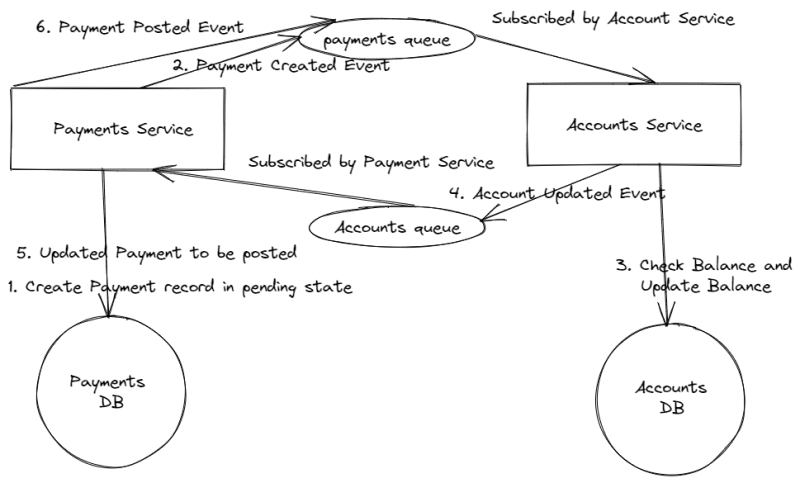 6. Payment Posted Event
Subscribed by Account Service
payments queue
2. Payment Created Event
Payments Service
Accounts Service
Subscribed by Payment Service
4. Account Updated Event
Accounts queue
5. Updated Payment to be posted
1. Create Payment record in pending state
3. Check Balance and
Update Balance
Payments
DB
Accounts
DB